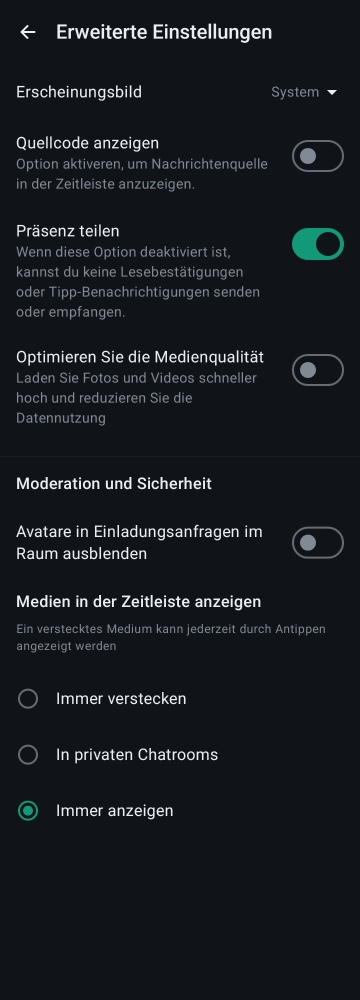 Erweiterte Einstellungen
Erscheinungsbild
System
Quellcode anzeigen
Option aktiveren, um Nachrichtenquelle
in der Zeitleiste anzuzeigen.
Präsenz teilen
Wenn diese Option deaktiviert ist,
kannst du keine Lesebestätigungen
oder Tipp-Benachrichtigungen senden
oder empfangen.
Optimieren Sie die Medienqualität
Laden Sie Fotos und Videos schneller
hoch und reduzieren Sie die
Datennutzung
Moderation und Sicherheit
Avatare in Einladungsanfragen im
Raum ausblenden
Medien in der Zeitleiste anzeigen
Ein verstecktes Medium kann jederzeit durch Antippen
angezeigt werden
Immer verstecken
In privaten Chatrooms
Immer anzeigen